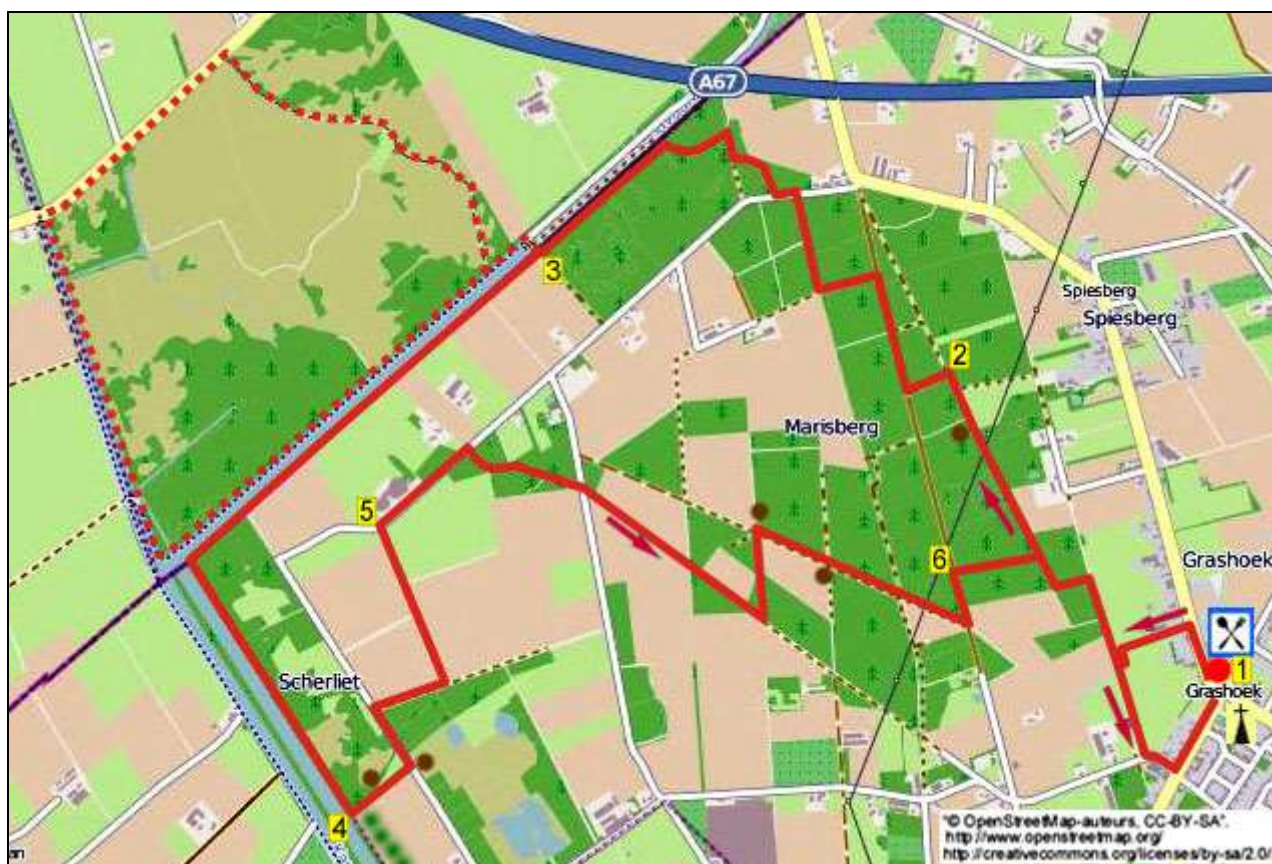 A67
3
Spiesberg
Spiesberg
2
Marisberg
5
6
Grashoek
1
Scherliet
Grashoek
4
"© OpenStreetMap-auteurs, CC-BY-SA".
http://www.openstreetmap.org/
http://creativecommons.org/licenses/by-sa/2.0/